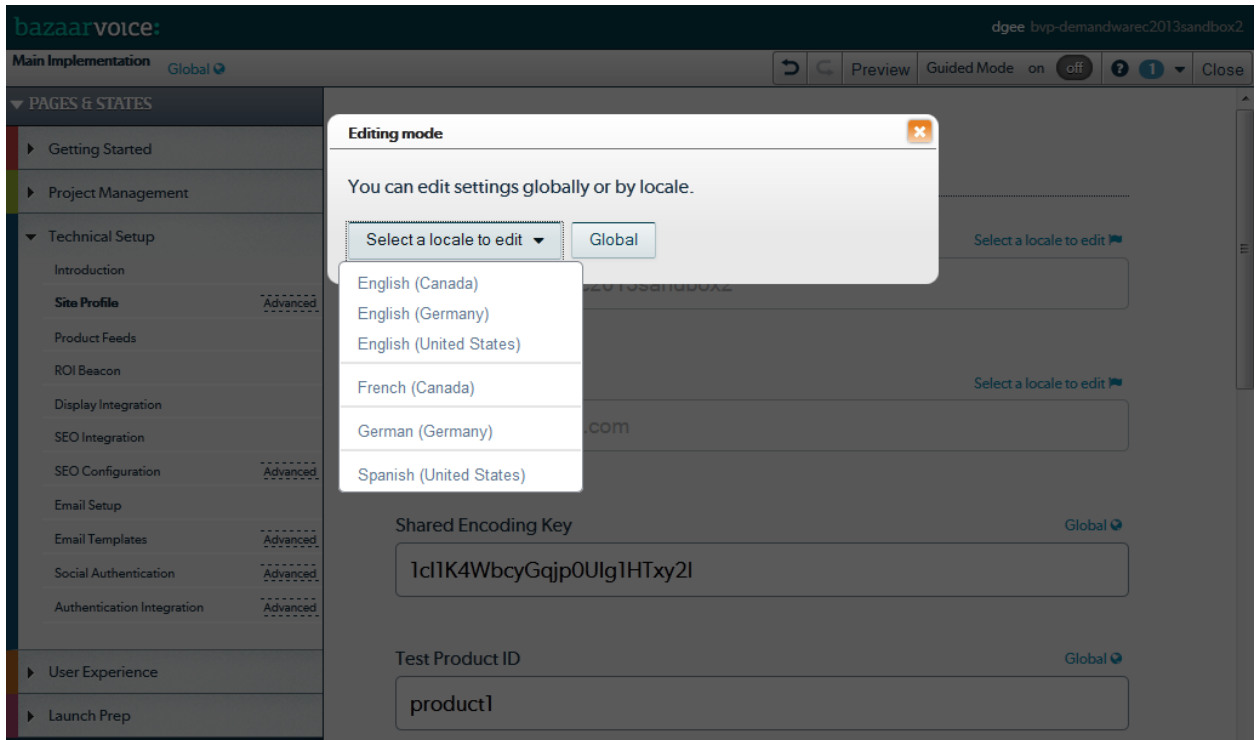 bazaarvoice:
dgee bvp-demandwarec2013sandbox2
Main Implementation Global
Preview Guided Mode on off ? 1 Close
PAGES & STATES
Getting Started
Project Management
Technical Setup
Introduction
Site Profile Advanced
Product Feeds
ROI Beacon
Display Integration
SEO Integration
SEO Configuration Advanced
Email Setup
Email Templates Advanced
Social Authentication Advanced
Authentication Integration Advanced
User Experience
Launch Prep
Editing mode
You can edit settings globally or by locale.
Select a locale to edit Global
English (Canada)
English (Germany)
English (United States)
French (Canada)
German (Germany)
Spanish (United States)
Select a locale to edit
c2013sandbox2
Select a locale to edit
.com
Shared Encoding Key Global
Test Product ID Global
product1